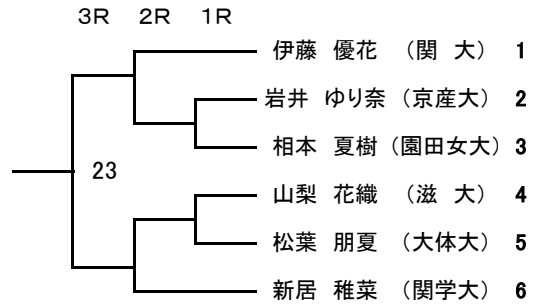 3R 2R 1R
伊藤 優花 (関 大) 1
岩井 ゆり奈 (京産大) 2
相本 夏樹 (園田女大) 3
23
山梨 花織 (滋 大) 4
松葉 朋夏 (大体大) 5
新居 稚菜 (関学大) 6